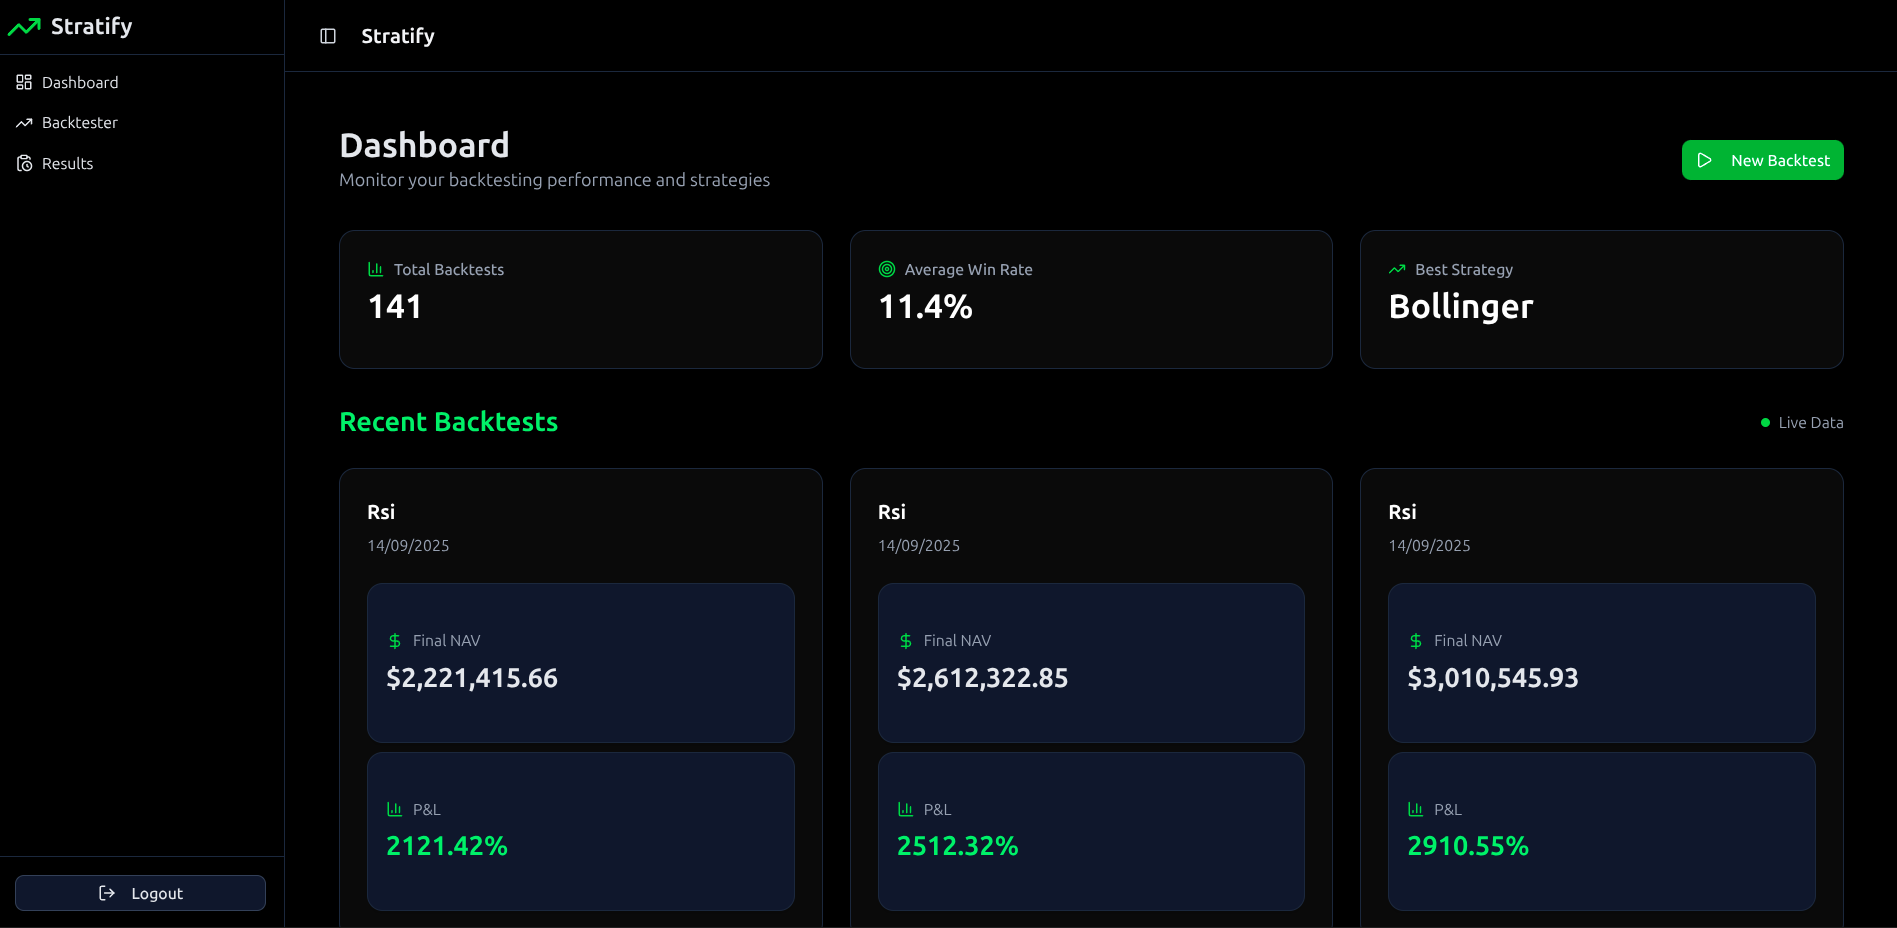 Stratify
Dashboard
Backtester
Results
Logout
Stratify
Dashboard
Monitor your backtesting performance and strategies
New Backtest
Total Backtests
141
Average Win Rate
11.4%
Best Strategy
Bollinger
Recent Backtests
Live Data
Rsi
14/09/2025
Final NAV
$2,221,415.66
P&L
2121.42%
Rsi
14/09/2025
Final NAV
$2,612,322.85
P&L
2512.32%
Rsi
14/09/2025
Final NAV
$3,010,545.93
P&L
2910.55%